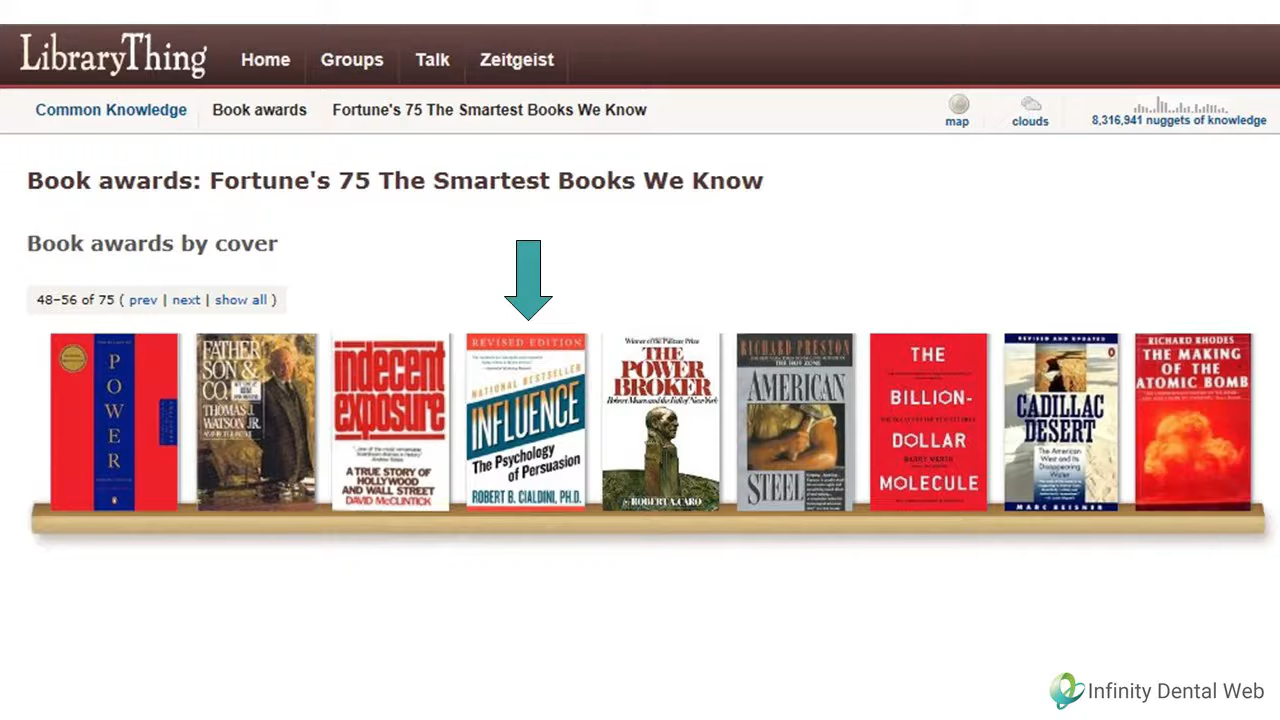 LibraryThing
Home Groups Talk Zeitgeist
Common Knowledge Book awards Fortune's 75 The Smartest Books We Know
map clouds 8,316,941 nuggets of knowledge
Book awards: Fortune's 75 The Smartest Books We Know
Book awards by cover
48–56 of 75 ( prev | next | show all )
POWER
FATHER
SON &
& CO.
THOMAS J.
WATSON JR.
indecent
exposure
A TRUE STORY OF
HOLLYWOOD
AND WALL STREET
DAVID McCLINTICK
REVISED EDITION
NATIONAL BESTSELLER
INFLUENCE
The Psychology
of Persuasion
ROBERT B. CIALDINI, PH.D.
Winner of the Pulitzer Prize
THE
POWER
BROKER
Robert Moses and the Fall of New York
by ROBERT A. CARO
RICHARD PRESTON
AMERICAN
STEEL
THE
BILLION-
DOLLAR
BARRY WERTH
MOLECULE
REVISED AND UPDATED
CADILLAC
DESERT
The American
West and Its
Disappearing
Water
MARC REISNER
RICHARD RHODES
THE MAKING
OF THE
ATOMIC BOMB
Infinity Dental Web